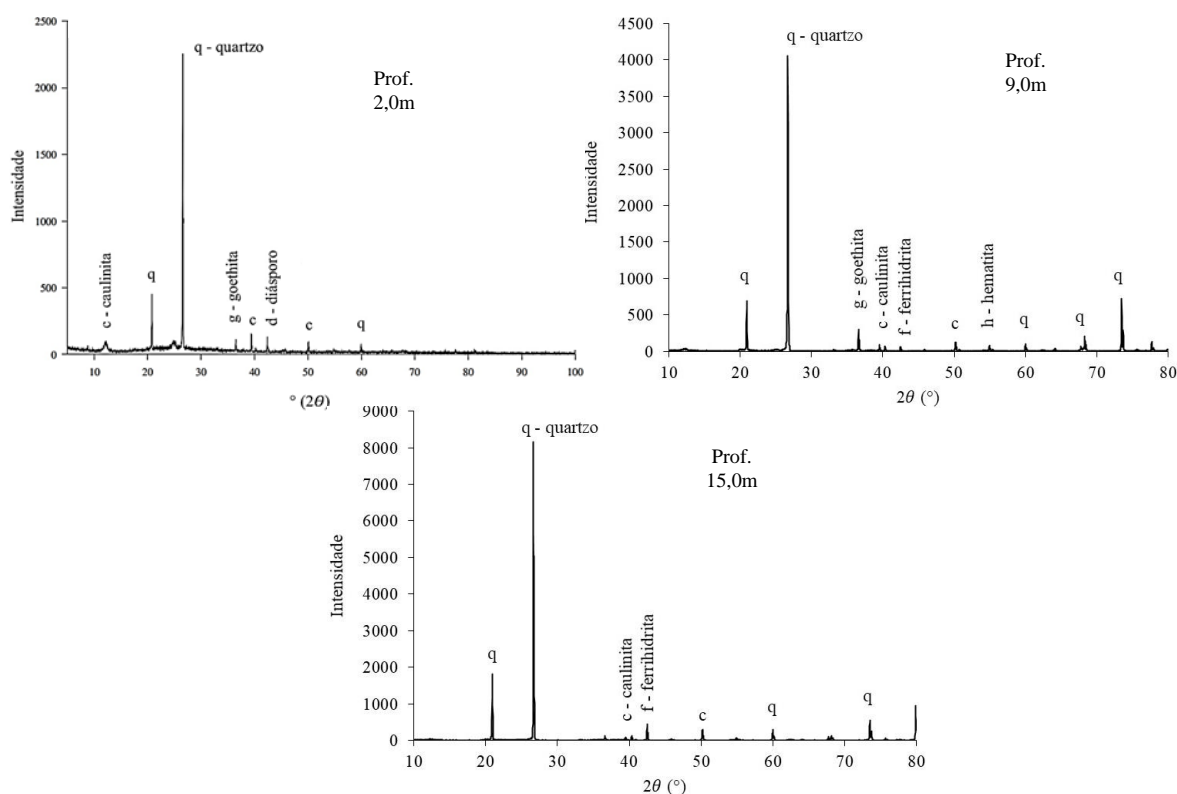 2500
2000
1500
1000
500
0
Intensidade
q - quartzo
Prof.
2,0m
c - caulinita
q
g - goethita
c
d - diásporo
c
q
10 20 30 40 50 60 70 80 90 100
° (2θ)
4500
4000
3500
3000
2500
2000
1500
1000
500
0
Intensidade
q - quartzo
Prof.
9,0m
q
g - goethita
c - caulinita
f - ferrihidrita
c
h - hematita
q
q
q
10 20 30 40 50 60 70 80
2θ (°)
9000
8000
7000
6000
5000
4000
3000
2000
1000
0
Intensidade
q - quartzo
Prof.
15,0m
q
c - caulinita
f - ferrihidrita
c
q
q
10 20 30 40 50 60 70 80
2θ (°)